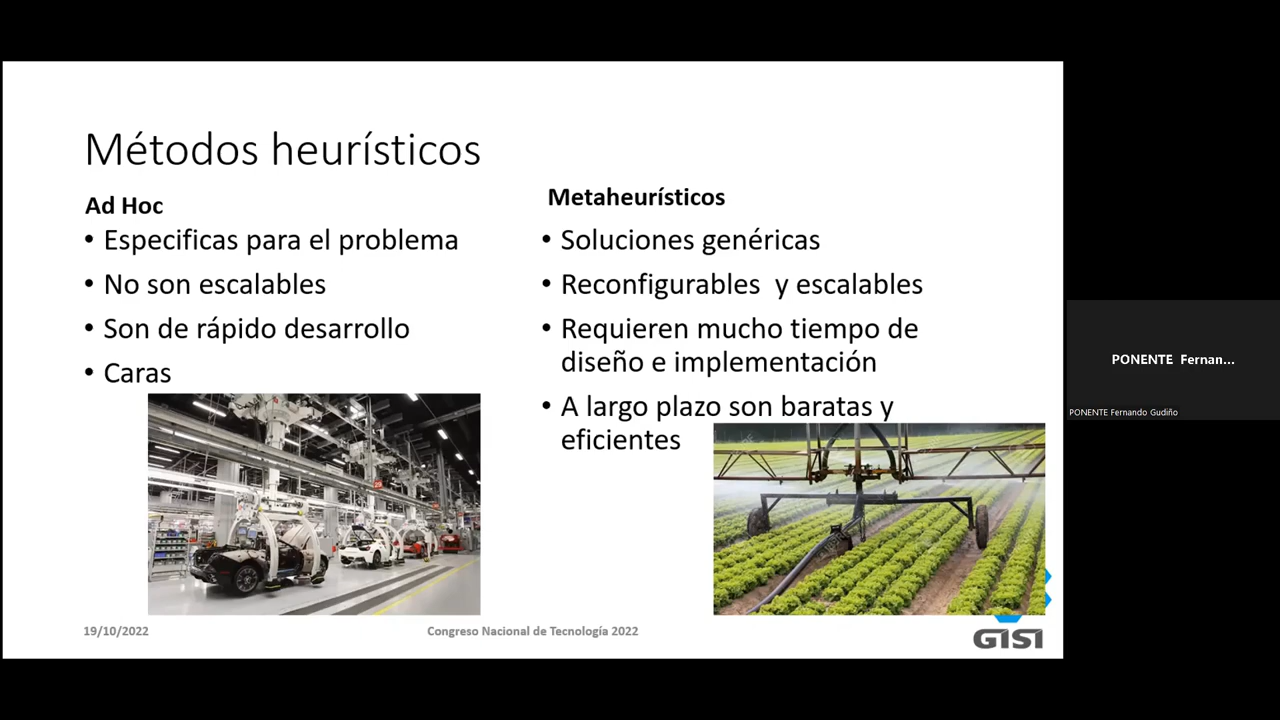 Métodos heurísticos
Ad Hoc
• Especificas para el problema
• No son escalables
• Son de rápido desarrollo
• Caras
Metaheurísticos
• Soluciones genéricas
• Reconfigurables y escalables
• Requieren mucho tiempo de
diseño e implementación
• A largo plazo son baratas y
eficientes
19/10/2022
Congreso Nacional de Tecnología 2022
GISI
PONENTE Fernan...
PONENTE Fernando Gudiño